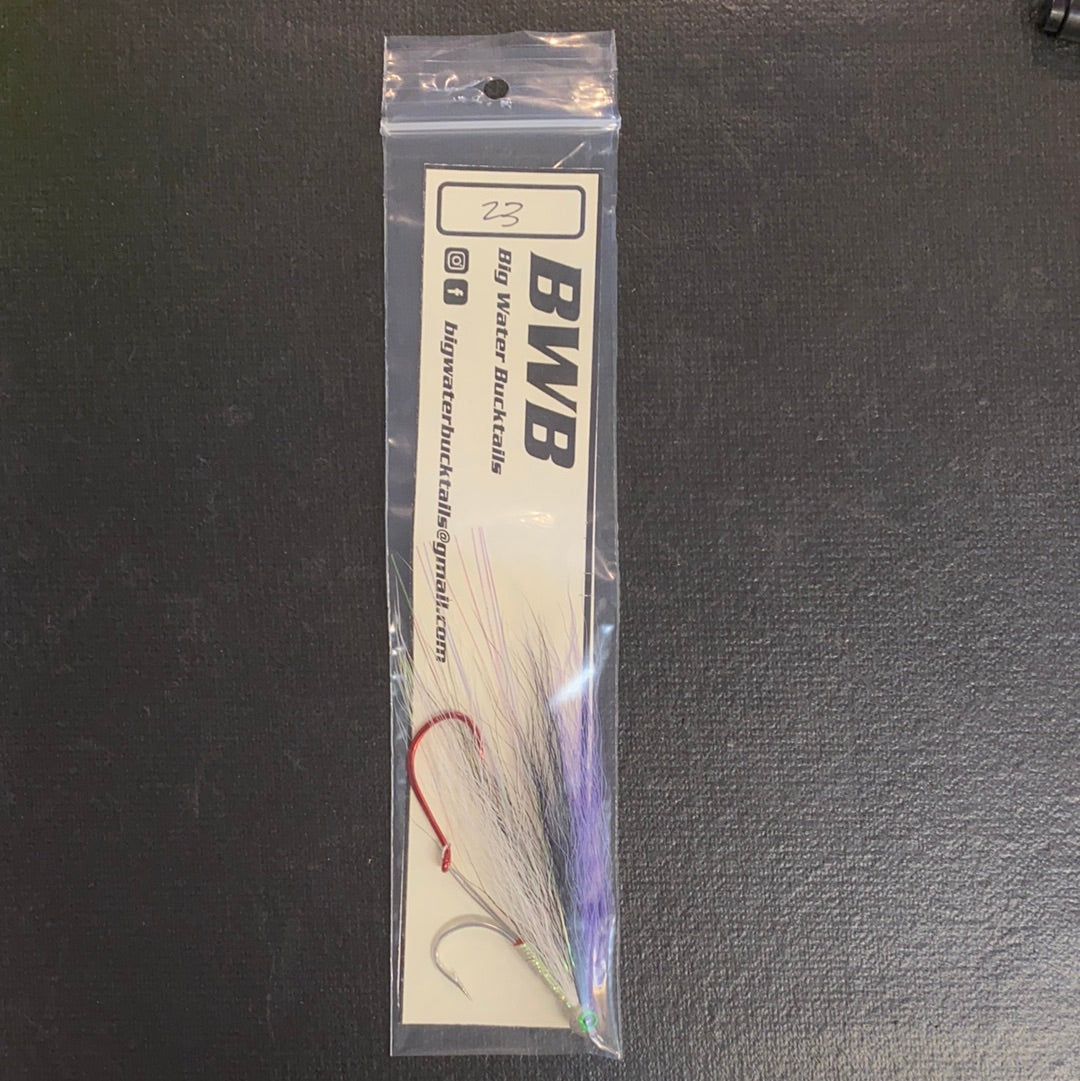 23
BWB
Big Water Bucktails
bigwaterbucktails@gmail.com